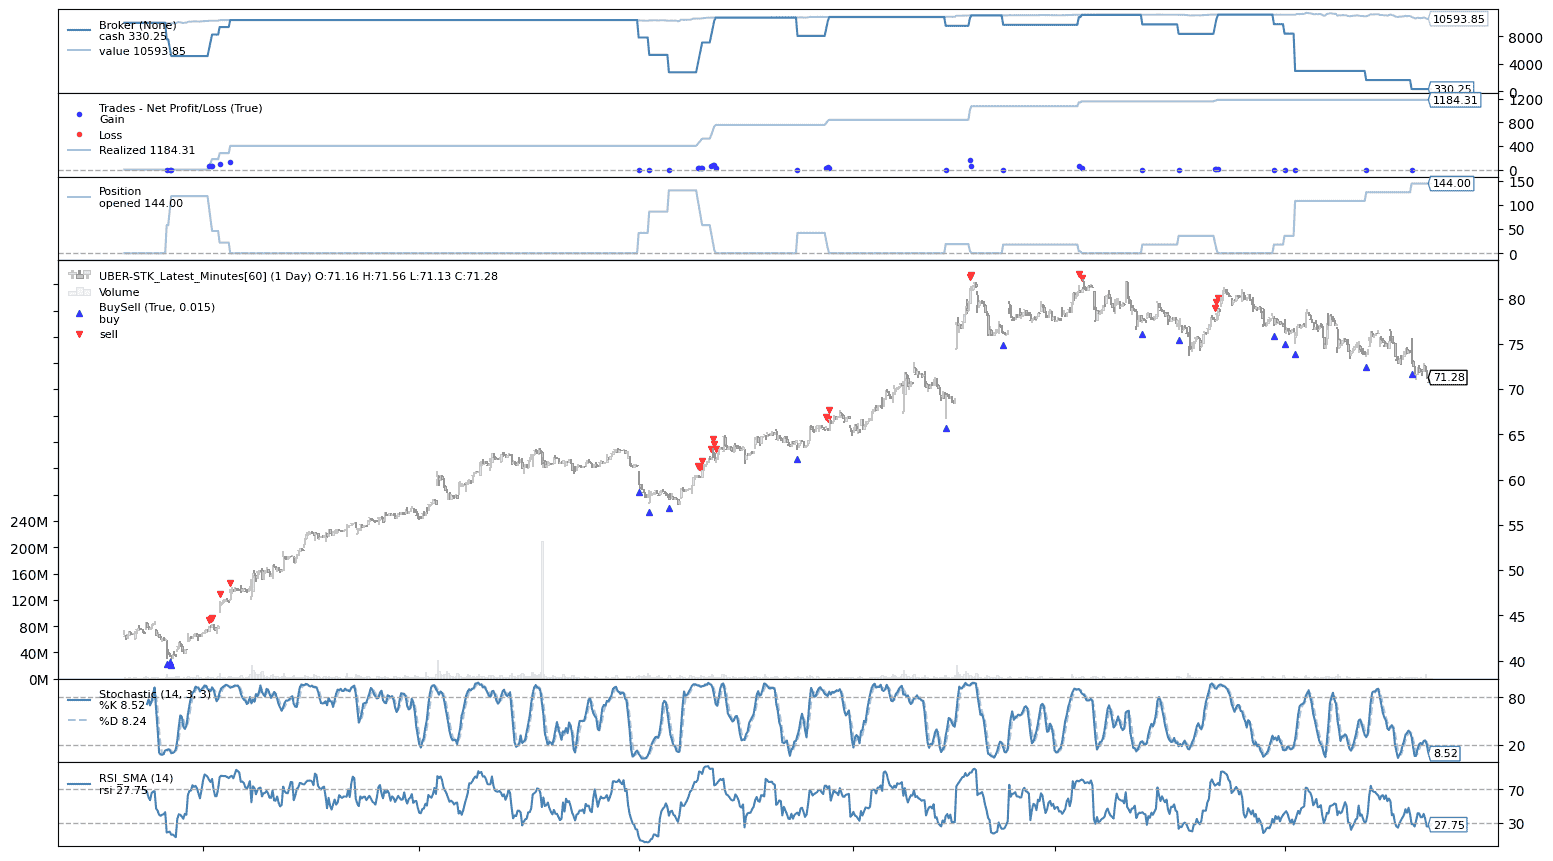 Broker (None)
cash 330.25
value 10593.85
10593.85
8000
4000
0
330.25
Trades - Net Profit/Loss (True)
Gain
Loss
Realized 1184.31
1200
1184.31
800
400
0
Position
opened 144.00
150
144.00
100
50
0
UBER-STK_Latest_Minutes[60] (1 Day) O:71.16 H:71.56 L:71.13 C:71.28
Volume
BuySell (True, 0.015)
buy
sell
80
75
71.28
70
65
60
55
50
45
40
240M
200M
160M
120M
80M
40M
0M
Stochastic (14, 3, 3)
%K 8.52
%D 8.24
80
20
8.52
RSI_SMA (14)
rsi 27.75
70
30
27.75